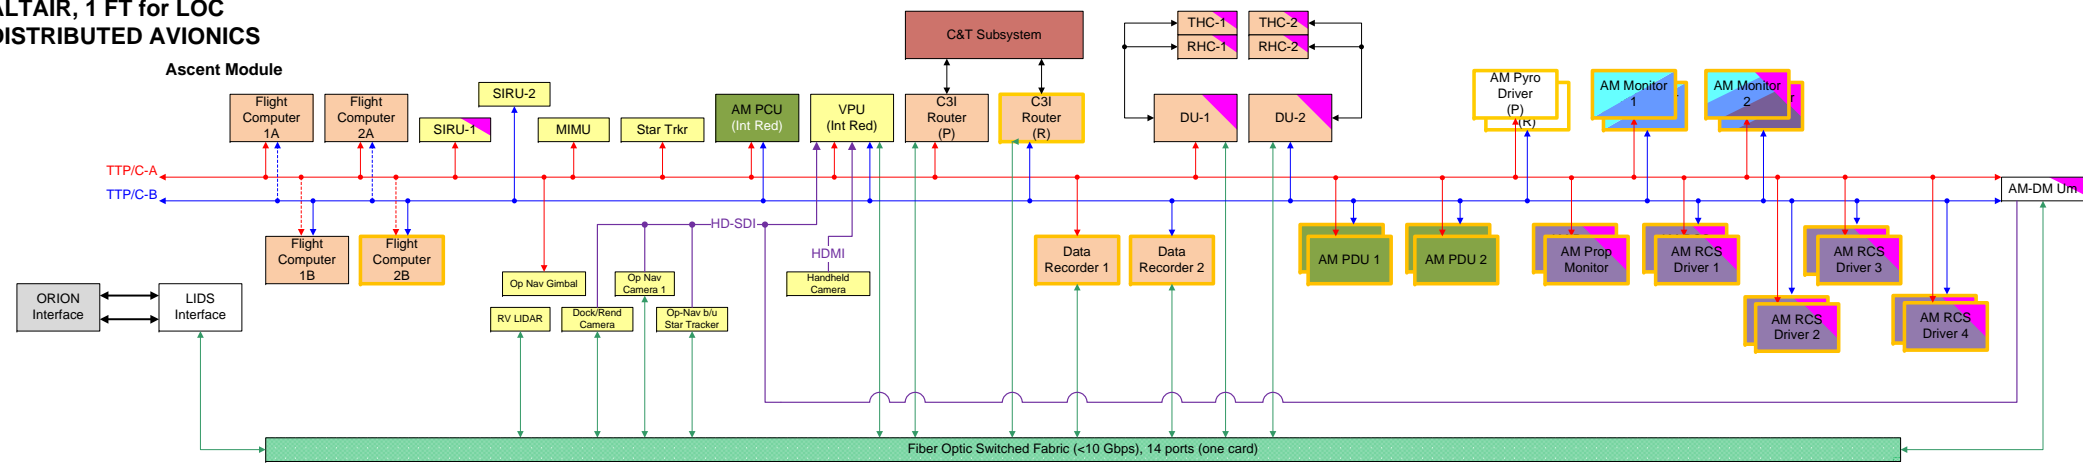 ALTAIR, 1 FT for LOC
DISTRIBUTED AVIONICS
Ascent Module
Flight
Computer
1A
Flight
Computer
2A
SIRU-1
SIRU-2
MIMU
Star Trkr
AM PCU
(Int Red)
VPU
(Int Red)
C&T Subsystem
C3I
Router
(P)
C3I
Router
(R)
THC-1
RHC-1
THC-2
RHC-2
DU-1
DU-2
AM Pyro
Driver
(P)
(R)
AM Monitor
1
AM Monitor
2
r
TTP/C-A
TTP/C-B
AM-DM Um
Flight
Computer
1B
Flight
Computer
2B
HD-SDI
HDMI
Op Nav Gimbal
Op Nav
Camera 1
Handheld
Camera
RV LIDAR
Dock/Rend
Camera
Op-Nav b/u
Star Tracker
Data
Recorder 1
Data
Recorder 2
AM PDU 1
AM PDU 2
AM Prop
Monitor
AM RCS
Driver 1
AM RCS
Driver 2
AM RCS
Driver 3
AM RCS
Driver 4
ORION
Interface
LIDS
Interface
Fiber Optic Switched Fabric (<10 Gbps), 14 ports (one card)